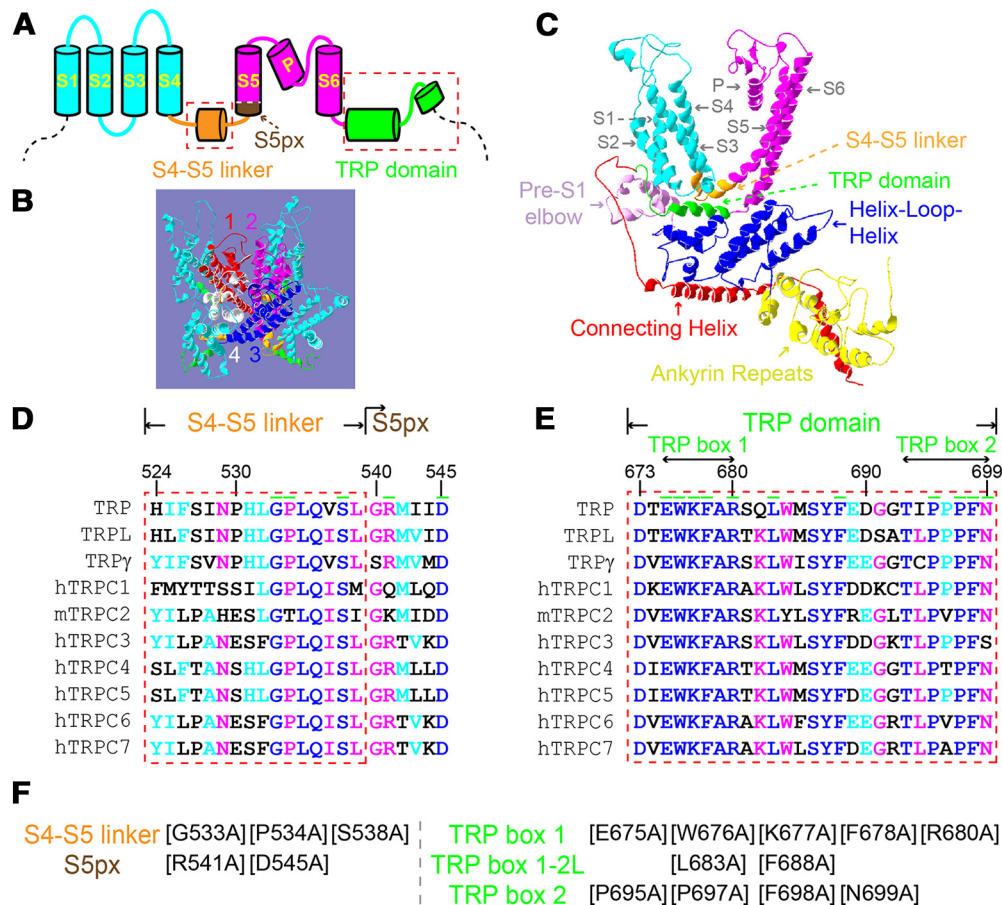 A
S1
S2
S3
S4
S5
P
S6
S5px
S4-S5 linker
TRP domain
B
1
2
4
3
C
P
S6
S4
S1
S5
S2
S3
S4-S5 linker
Pre-S1
elbow
TRP domain
Helix-Loop-
Helix
Connecting Helix
Ankyrin Repeats
D
S4-S5 linker
S5px
524 530 540 545
TRP HIFSINPHLGPLQVSLGRMIID
TRPL HLFSINPHLGPLQISLGRMVID
TRPγ YIFSVNPHLGPLQVSLSRMVMD
hTRPC1 FMYTTSSILGPLQISMGQMLQD
mTRPC2 YILPAHESLGTLQISIGKMIDD
hTRPC3 YILPANESFGPLQISLGRTVKD
hTRPC4 SLFTANSHLGPLQISLGRMLLD
hTRPC5 SLFTANSHLGPLQISLGRMLLD
hTRPC6 YILPANESFGPLQISLGRTVKD
hTRPC7 YILPANESFGPLQISLGRTVKD
E
TRP domain
TRP box 1 TRP box 2
673 680 690 699
TRP DTEWKFARSQLWMSYFEDGGTIPPPFN
TRPL DVEWKFARTKLWMSYFEDSATLPPPFN
TRPγ DVEWKFARTKLWISYFEEGGTCPPPFN
hTRPC1 DKEWKFARAKLWLSYFDDKCTLPPPFN
mTRPC2 DVEWKFARSKLYLSYFREGLTLPVPFN
hTRPC3 DVEWKFARSKLWLSYFDDGKTLPPPFS
hTRPC4 DIEWKFARTKLWMSYFEEGGTLPTPFN
hTRPC5 DIEWKFARTKLWMSYFDEGGTLPPPFN
hTRPC6 DVEWKFARAKLWFSYFEEGRTLPVPFN
hTRPC7 DVEWKFARAKLWLSYFDEGRTLPAPFN
F
S4-S5 linker [G533A] [P534A] [S538A]
S5px [R541A] [D545A]
TRP box 1 [E675A] [W676A] [K677A] [F678A] [R680A]
TRP box 1-2L [L683A] [F688A]
TRP box 2 [P695A] [P697A] [F698A] [N699A]